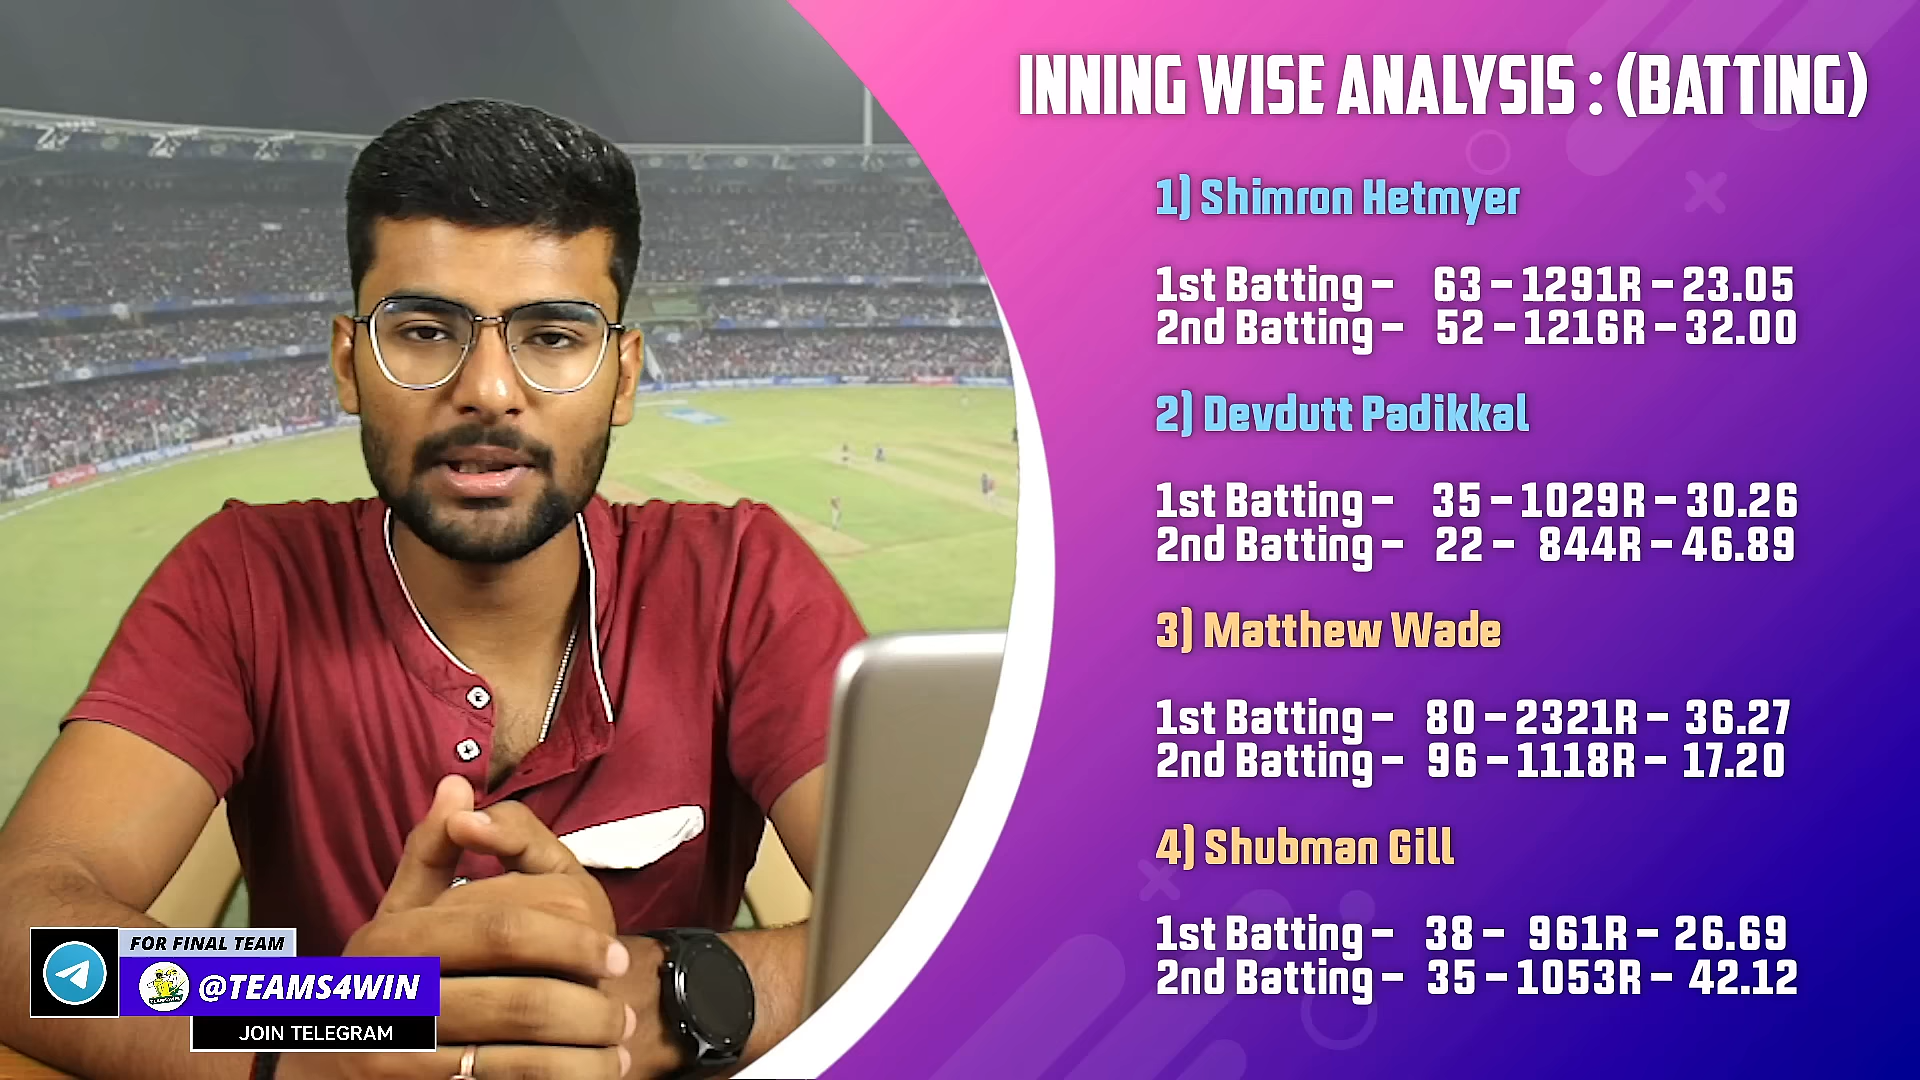 INNING WISE ANALYSIS : (BATTING)
1) Shimron Hetmyer
1st Batting – 63 – 1291R – 23.05
2nd Batting – 52 – 1216R – 32.00
2) Devdutt Padikkal
1st Batting – 35 – 1029R – 30.26
2nd Batting – 22 – 844R – 46.89
3) Matthew Wade
1st Batting – 80 – 2321R – 36.27
2nd Batting – 96 – 1118R – 17.20
4) Shubman Gill
1st Batting – 38 – 961R – 26.69
2nd Batting – 35 – 1053R – 42.12
FOR FINAL TEAM
@TEAMS4WIN
JOIN TELEGRAM